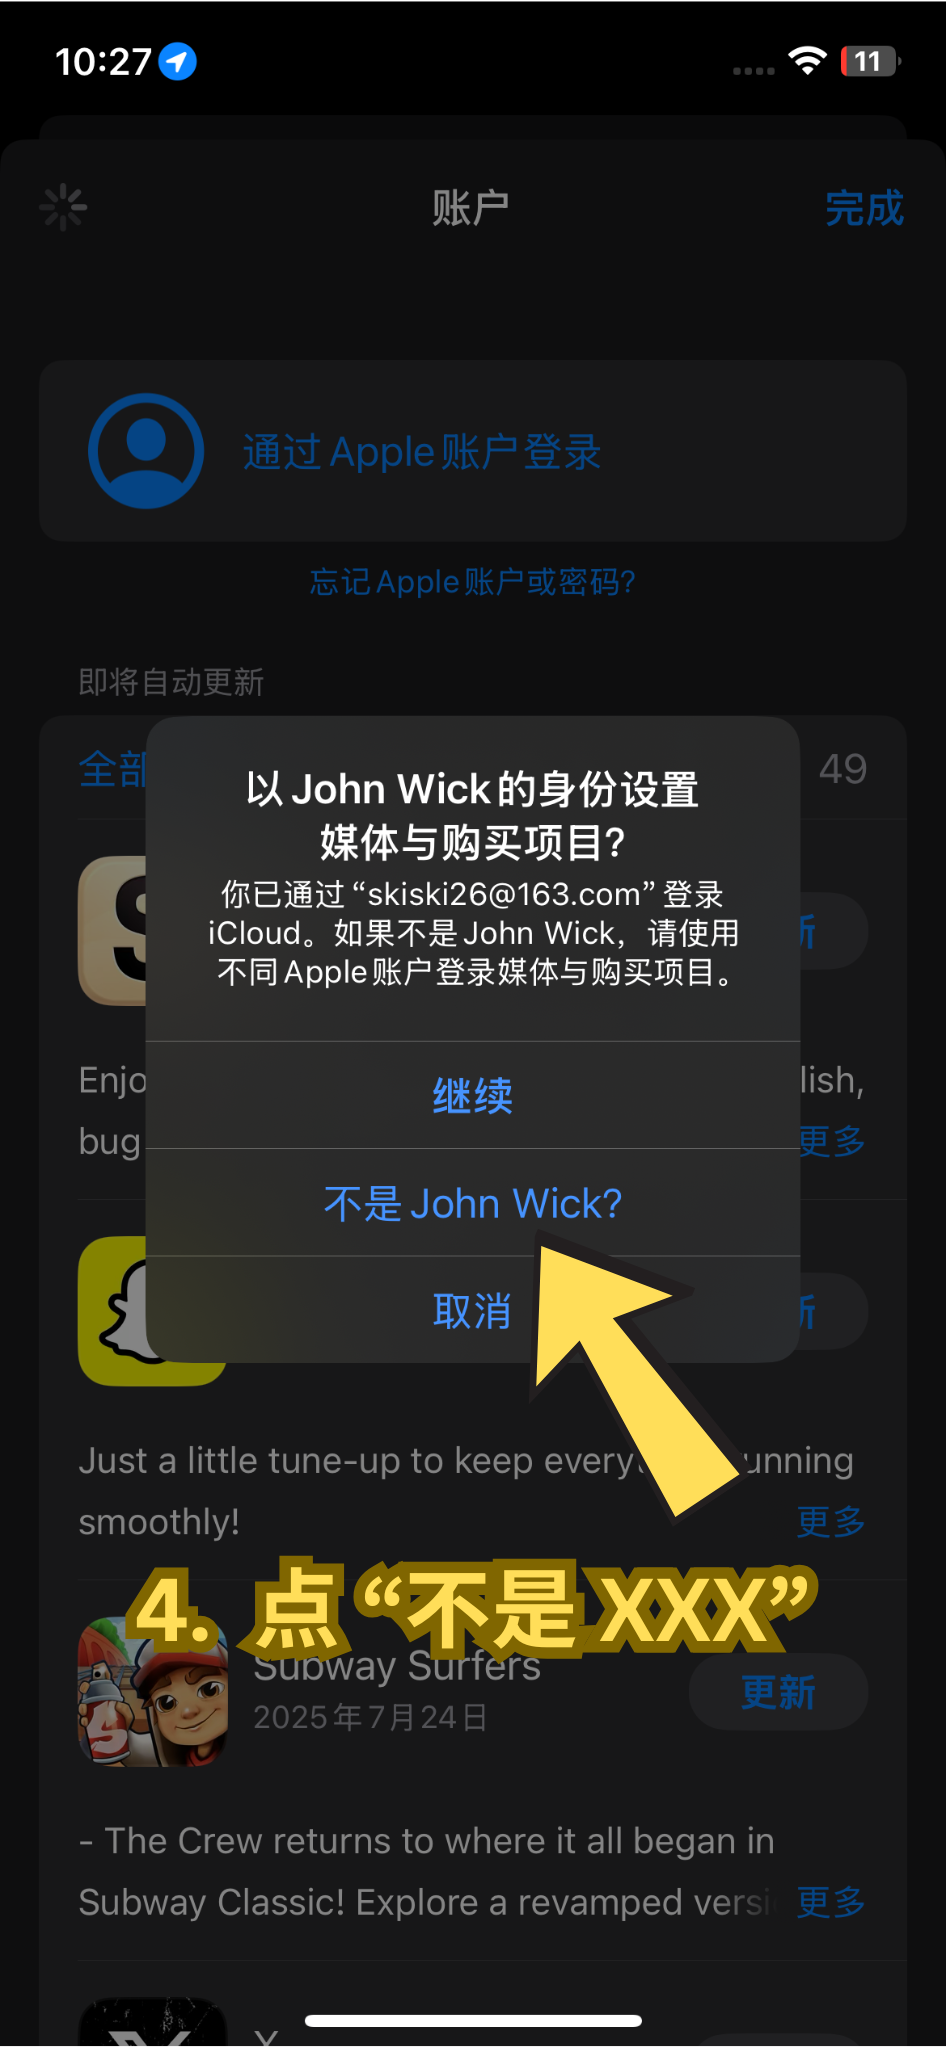 10:27
11
账户
完成
通过 Apple 账户登录
忘记 Apple 账户或密码?
即将自动更新
全部
49
以 John Wick 的身份设置
媒体与购买项目?
你已通过 “skiski26@163.com” 登录
iCloud。如果不是 John Wick，请使用
不同 Apple 账户登录媒体与购买项目。
继续
不是 John Wick?
取消
新
Enjo
lish,
bug
更多
新
Just a little tune-up to keep every
unning
smoothly!
更多
4. 点 “不是 XXX”
Subway Surfers
2025年7月24日
更新
- The Crew returns to where it all began in
Subway Classic! Explore a revamped versi
更多
X